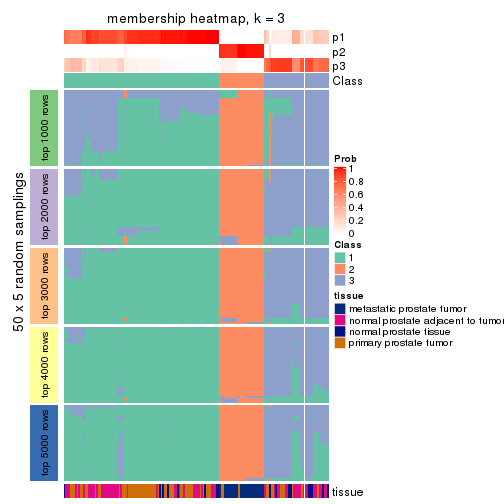 membership heatmap, k = 3
p1
p2
p3
Class
50 x 5 random samplings
top 1000 rows
top 2000 rows
top 3000 rows
top 4000 rows
top 5000 rows
Prob
1
0.8
0.6
0.4
0.2
0
Class
1
2
3
tissue
metastatic prostate tumor
normal prostate adjacent to tumor
normal prostate tissue
primary prostate tumor
tissue